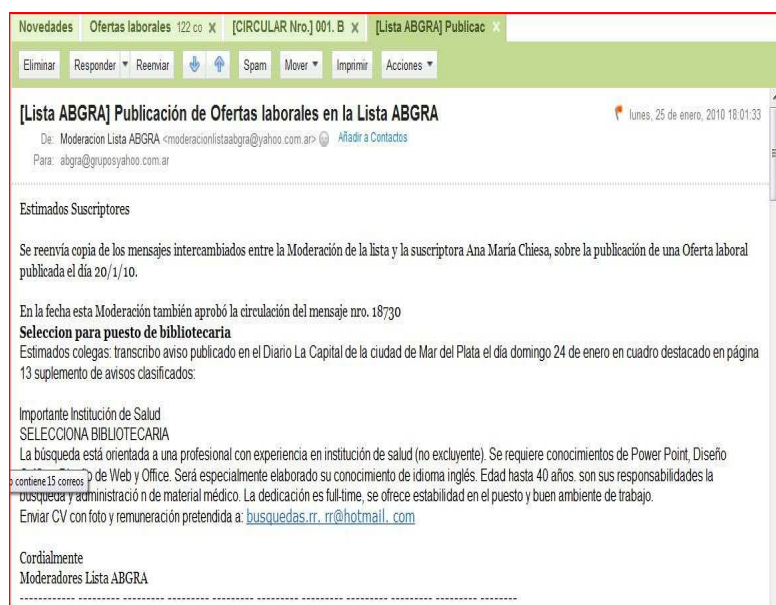 Novedades Ofertas laborales 122 co X [CIRCULAR Nro.] 001. B X [Lista ABGRA] Publicac X
Eliminar Responder Reenviar Spam Mover Imprimir Acciones
[Lista ABGRA] Publicación de Ofertas laborales en la Lista ABGRA lunes, 25 de enero, 2010 18:01:33
De: Moderacion Lista ABGRA <moderacionlistaabgra@yahoo.com.ar> Añadir a Contactos
Para: abgra@gruposyahoo.com.ar
Estimados Suscriptores
Se reenvía copia de los mensajes intercambiados entre la Moderación de la lista y la suscriptora Ana María Chiesa, sobre la publicación de una Oferta laboral
publicada el día 20/1/10.
En la fecha esta Moderación también aprobó la circulación del mensaje nro. 18730
Seleccion para puesto de bibliotecaria
Estimados colegas: transcribo aviso publicado en el Diario La Capital de la ciudad de Mar del Plata el día domingo 24 de enero en cuadro destacado en página
13 suplemento de avisos clasificados:
Importante Institución de Salud
SELECCIONA BIBLIOTECARIA
La búsqueda está orientada a una profesional con experiencia en institución de salud (no excluyente). Se requiere conocimientos de Power Point, Diseño
de Web y Office. Será especialmente elaborado su conocimiento de idioma inglés. Edad hasta 40 años. son sus responsabilidades la
o contiene 15 correos
búsqueda y administració n de material médico. La dedicación es full-time, se ofrece estabilidad en el puesto y buen ambiente de trabajo.
Enviar CV con foto y remuneración pretendida a: busquedas.rr. rr@hotmail. com
Cordialmente
Moderadores Lista ABGRA
------------ --------- --------- --------- --------- --------- --------- --------- --------- --------- --------